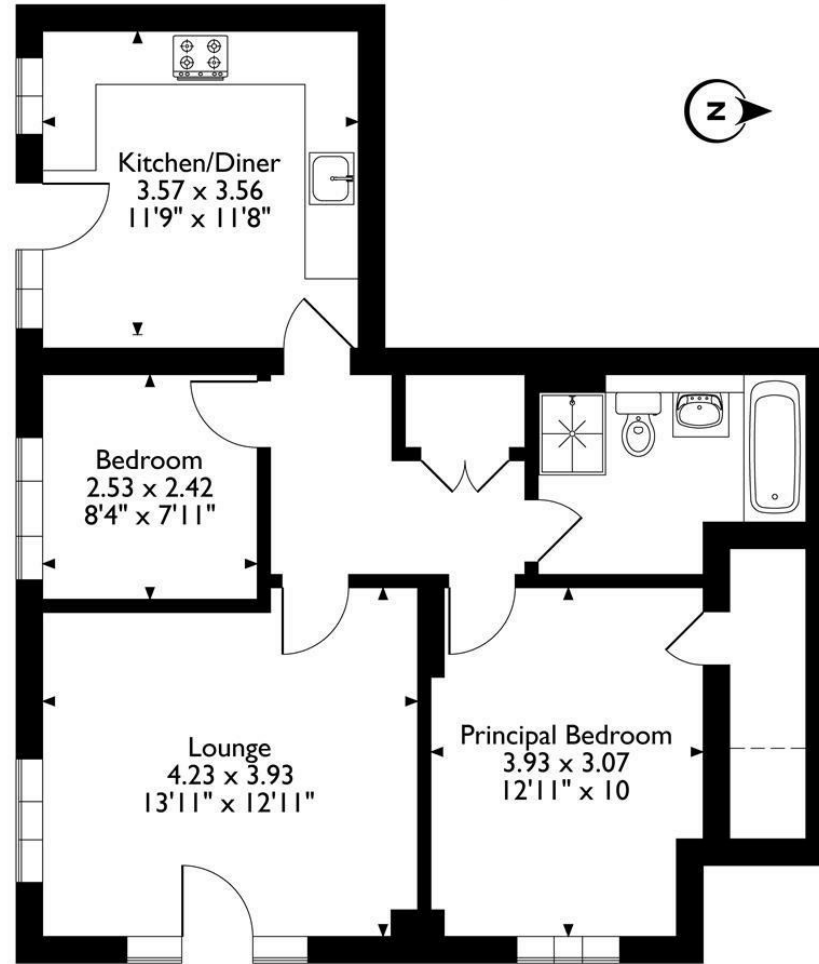 Kitchen/Diner
3.57 x 3.56
11'9" x 11'8"
N
Bedroom
2.53 x 2.42
8'4" x 7'11"
Lounge
4.23 x 3.93
13'11" x 12'11"
Principal Bedroom
3.93 x 3.07
12'11" x 10